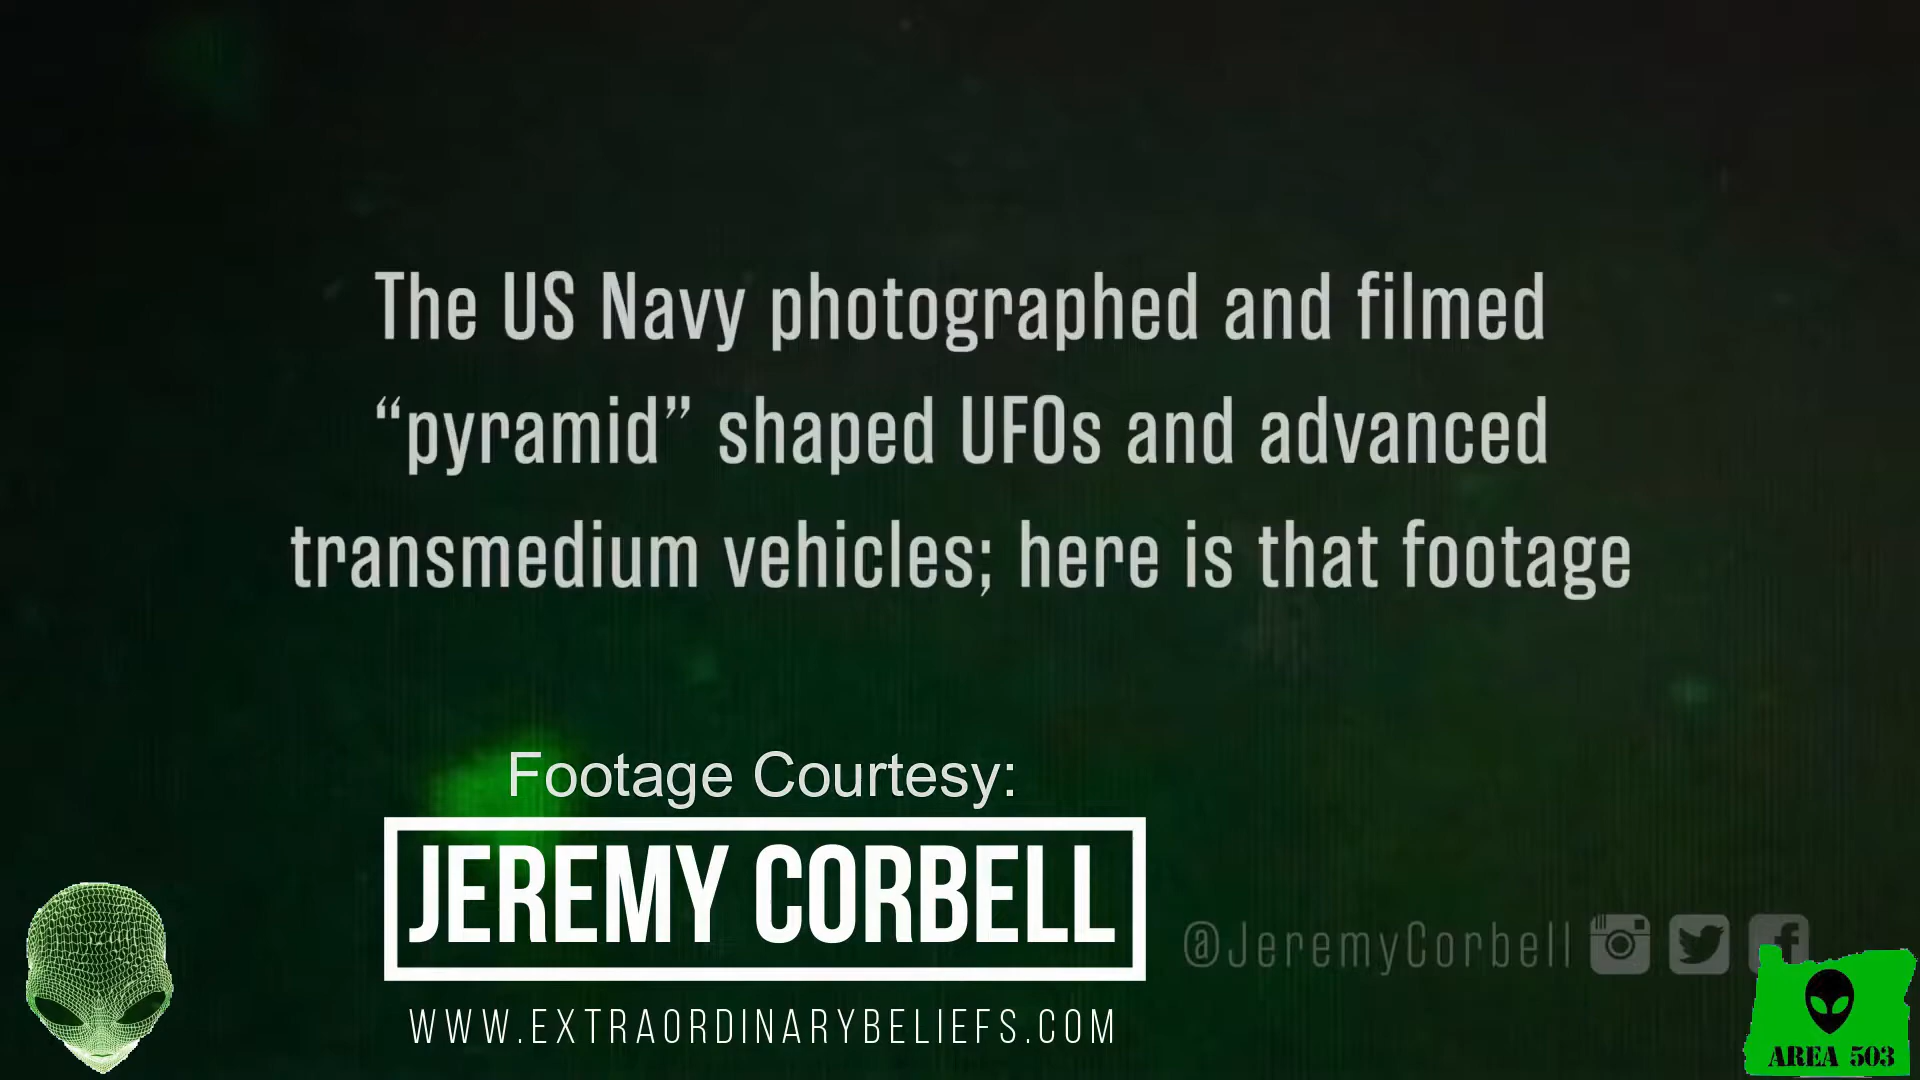 The US Navy photographed and filmed
“pyramid” shaped UFOs and advanced
transmedium vehicles; here is that footage
Footage Courtesy:
JEREMY CORBELL
@JeremyCorbell
WWW.EXTRAORDINARYBELIEFS.COM
AREA 503